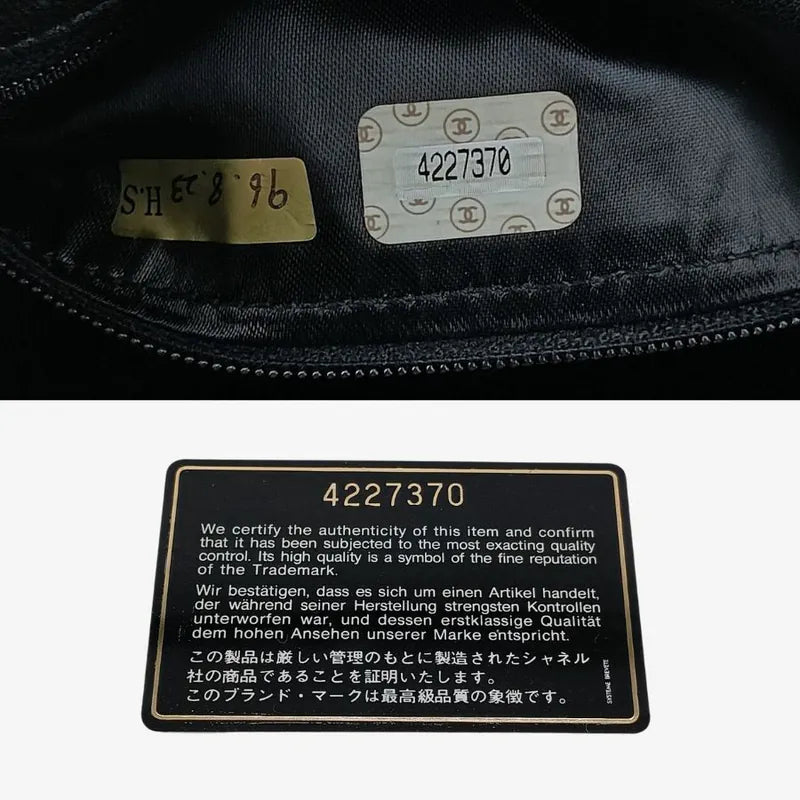 H.S 96.8.23
4227370
4227370
We certify the authenticity of this item and confirm
that it has been subjected to the most exacting quality
control. Its high quality is a symbol of the fine reputation
of the Trademark.
Wir bestätigen, dass es sich um einen Artikel handelt,
der während seiner Herstellung strengsten Kontrollen
unterworfen war, und dessen erstklassige Qualität
dem hohen Ansehen unserer Marke entspricht.
この製品は厳しい管理のもとに製造されたシャネル
社の商品であることを証明いたします。
このブランド・マークは最高級品質の象徴です。
SYSTEME BREVETE